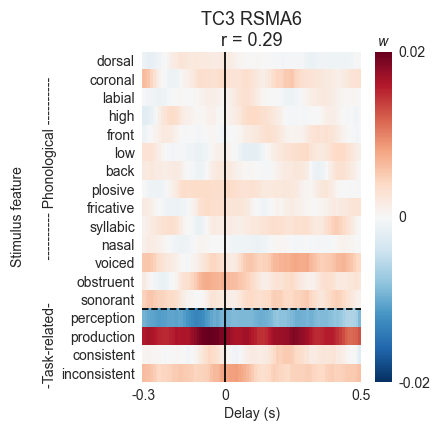 TC3 RSMA6
r = 0.29
w
dorsal
coronal
labial
high
front
low
back
plosive
fricative
syllabic
nasal
voiced
obstruent
sonorant
perception
production
consistent
inconsistent
Stimulus feature
---------- Phonological ----------
-Task-related-
0.02
0
-0.02
-0.3 0 0.5
Delay (s)